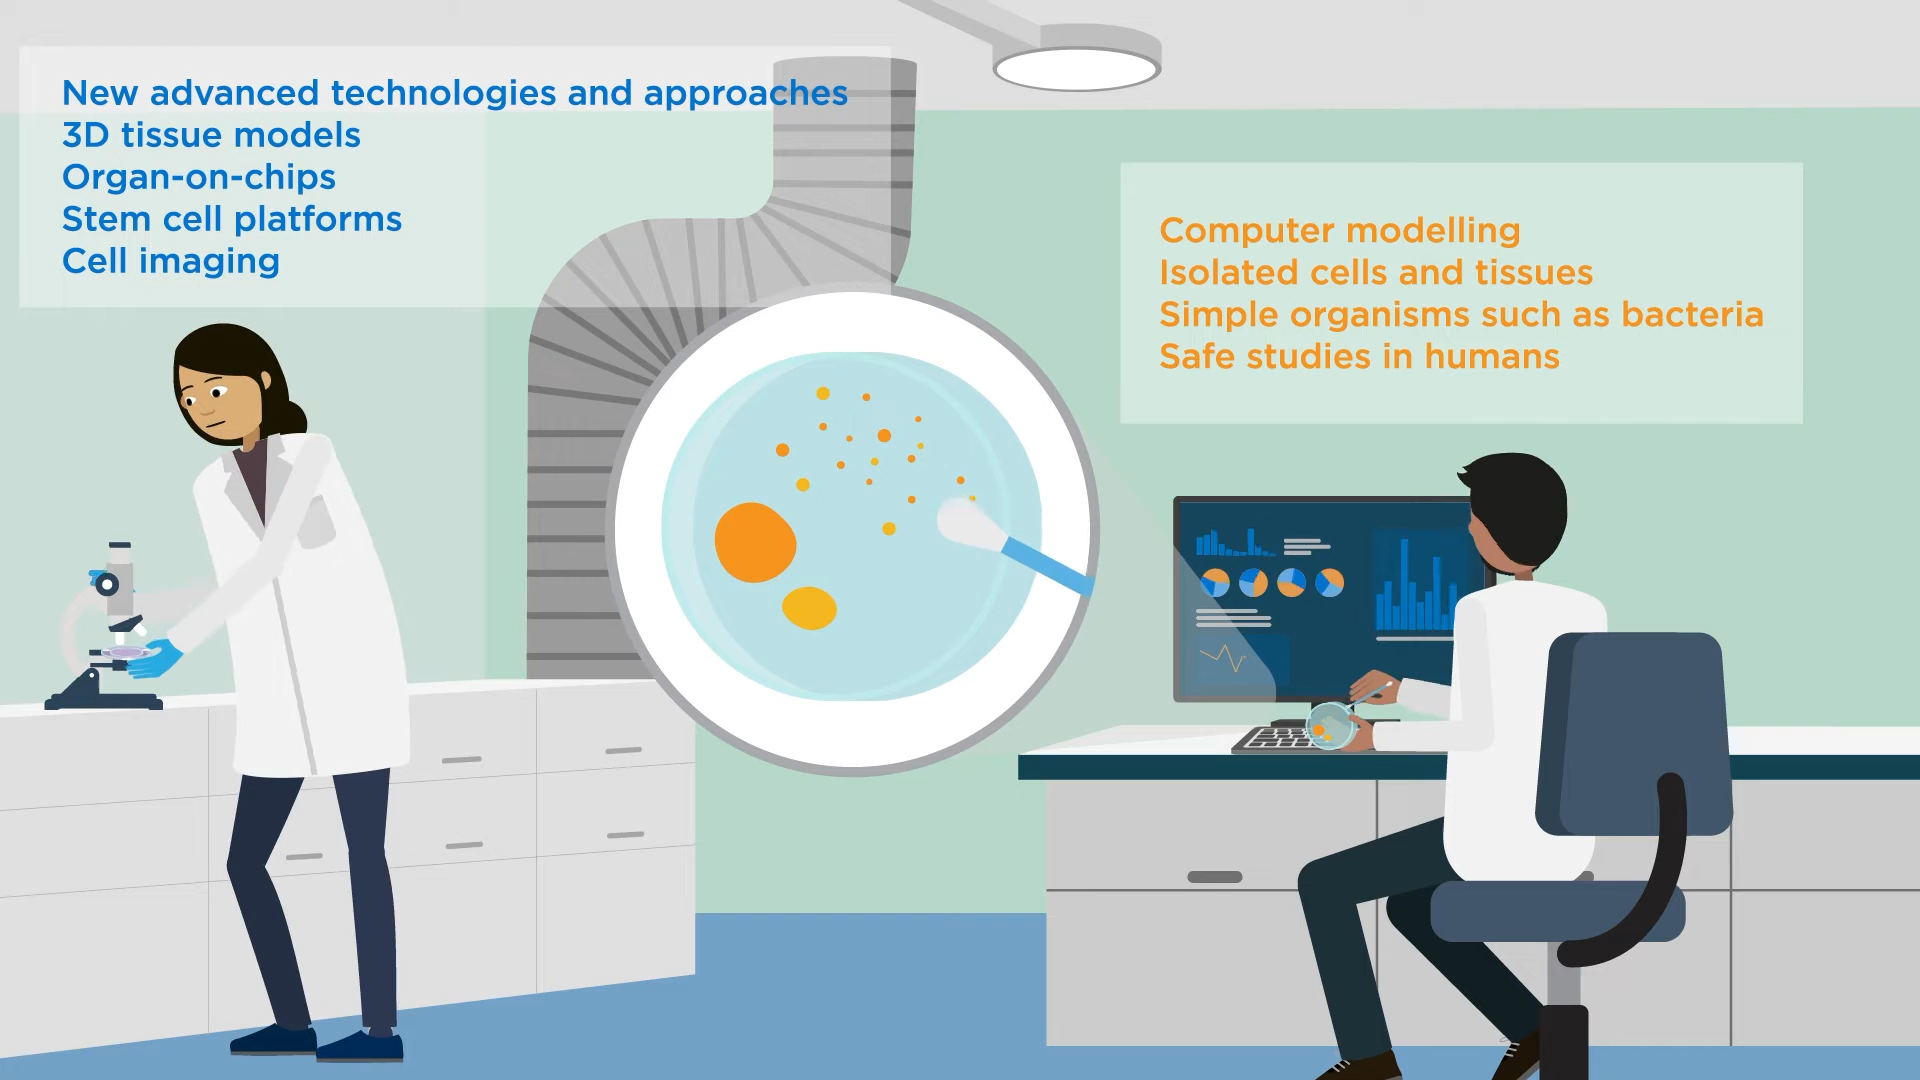 New advanced technologies and approaches
3D tissue models
Organ-on-chips
Stem cell platforms
Cell imaging
Computer modelling
Isolated cells and tissues
Simple organisms such as bacteria
Safe studies in humans